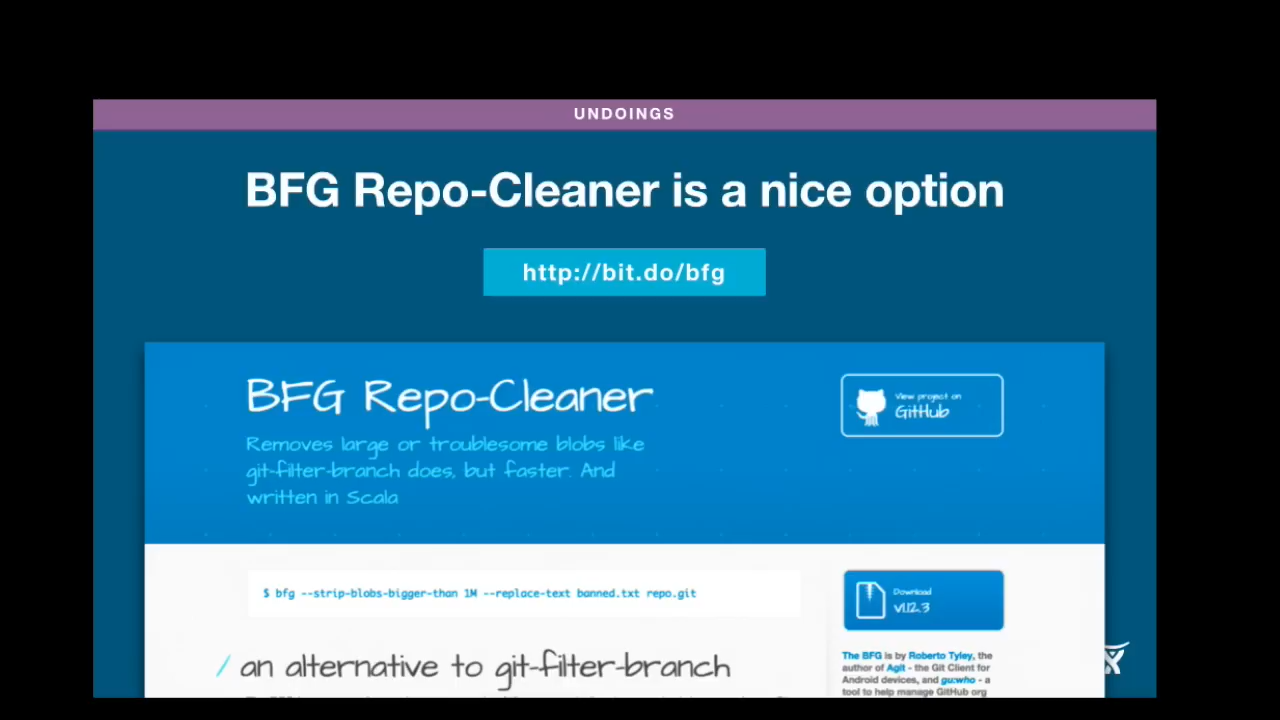 UNDOINGS
BFG Repo-Cleaner is a nice option
http://bit.do/bfg
BFG Repo-Cleaner
Removes large or troublesome blobs like
git-filter-branch does, but faster. And
written in Scala
View project on
GitHub
$ bfg --strip-blobs-bigger-than 1M --replace-text banned.txt repo.git
Download
v1.12.3
/ an alternative to git-filter-branch
The BFG is by Roberto Tyley, the
author of Agit - the Git Client for
Android devices, and gu:who - a
tool to help manage GitHub org